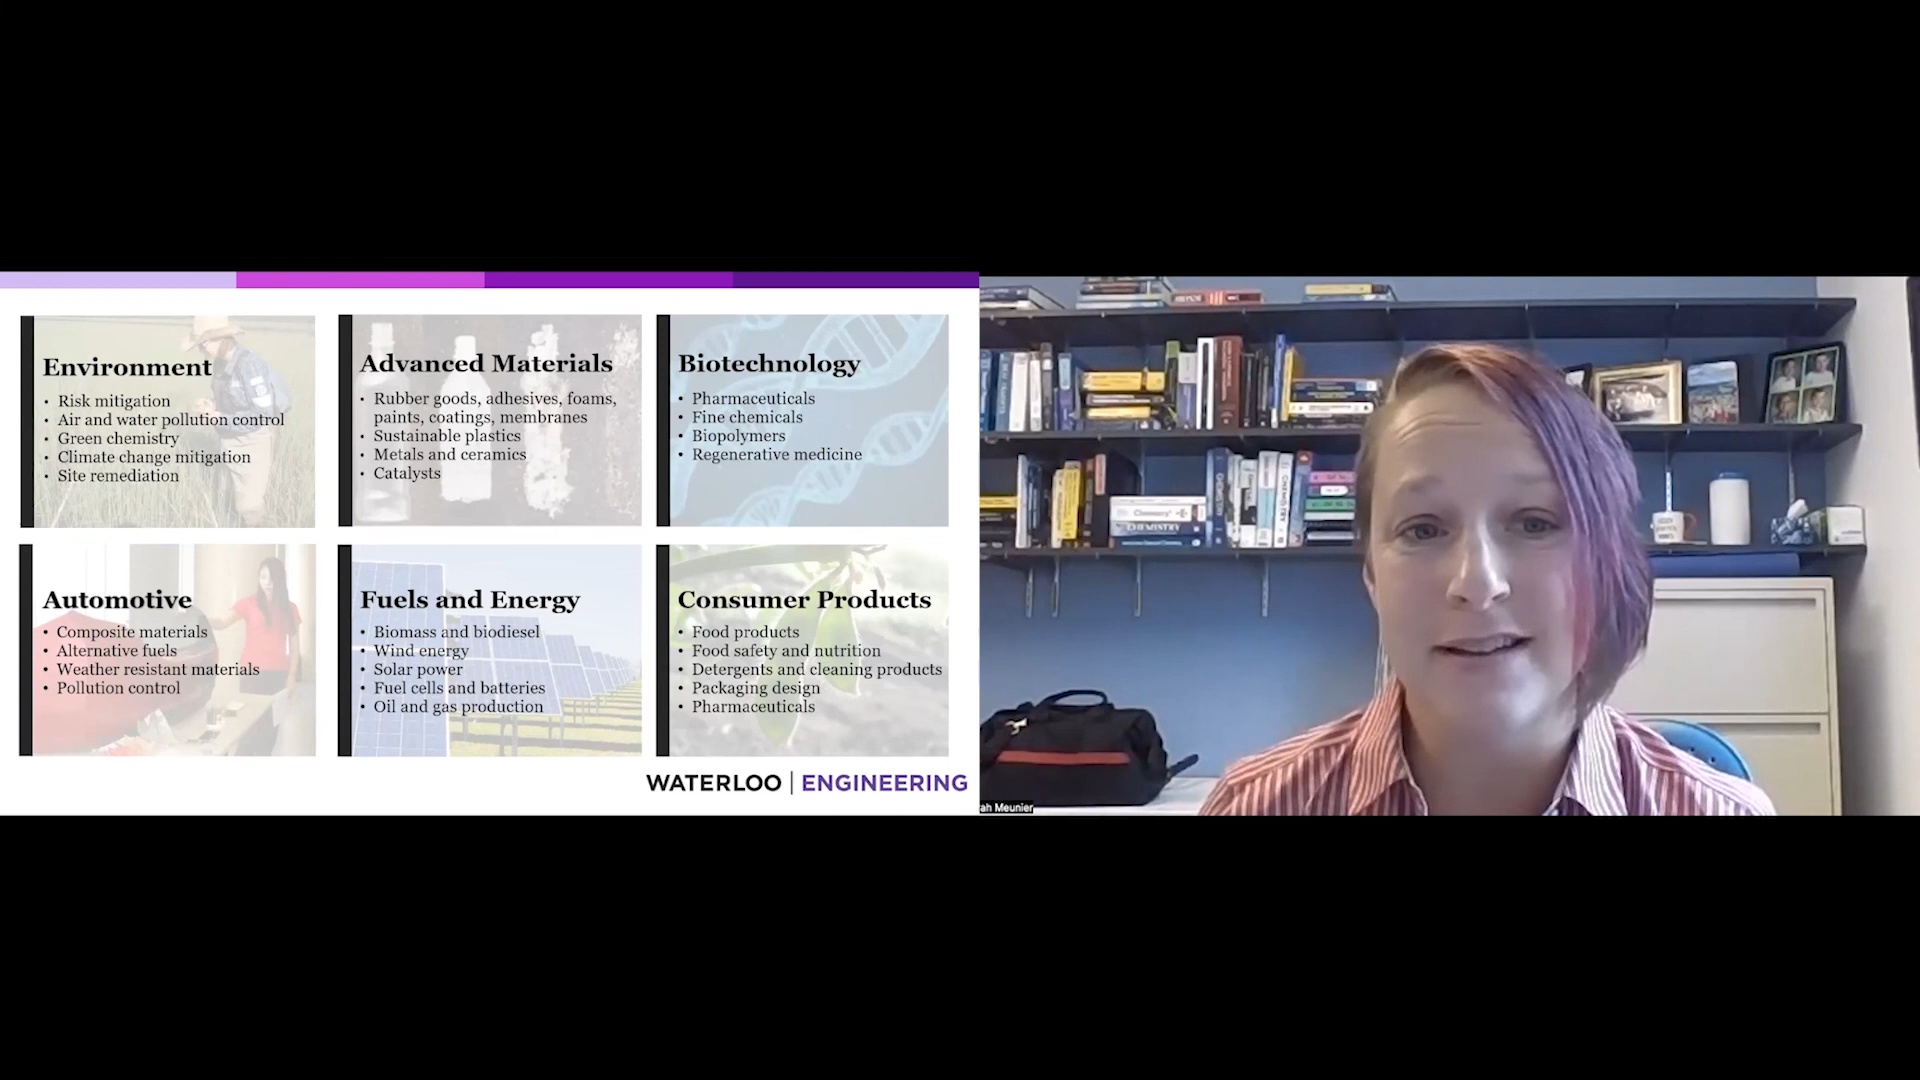 Environment
• Risk mitigation
• Air and water pollution control
• Green chemistry
• Climate change mitigation
• Site remediation
Advanced Materials
• Rubber goods, adhesives, foams,
paints, coatings, membranes
• Sustainable plastics
• Metals and ceramics
• Catalysts
Biotechnology
• Pharmaceuticals
• Fine chemicals
• Biopolymers
• Regenerative medicine
Automotive
• Composite materials
• Alternative fuels
• Weather resistant materials
• Pollution control
Fuels and Energy
• Biomass and biodiesel
• Wind energy
• Solar power
• Fuel cells and batteries
• Oil and gas production
Consumer Products
• Food products
• Food safety and nutrition
• Detergents and cleaning products
• Packaging design
• Pharmaceuticals
WATERLOO | ENGINEERING
Chemistry
CHEMISTRY
rah Meunier